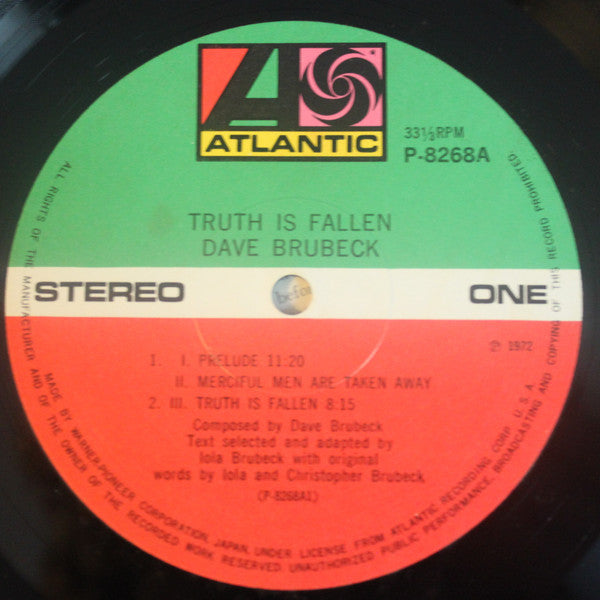 ATLANTIC
33⅓RPM
P-8268A
TRUTH IS FALLEN
DAVE BRUBECK
STEREO
ONE
℗ 1972
1. I. PRELUDE 11:20
II. MERCIFUL MEN ARE TAKEN AWAY
2. III. TRUTH IS FALLEN 8:15
Composed by Dave Brubeck
Text selected and adapted by
Iola Brubeck with original
words by Iola and Christopher Brubeck
(P-8268A1)
ALL RIGHTS OF THE MANUFACTURER AND OF THE OWNER OF THE RECORDED WORK RESERVED. UNAUTHORIZED PUBLIC PERFORMANCE, BROADCASTING AND COPYING OF THIS RECORD PROHIBITED.
MADE BY WARNER-PIONEER CORPORATION, JAPAN, UNDER LICENSE FROM ATLANTIC RECORDING CORP. U.S.A.